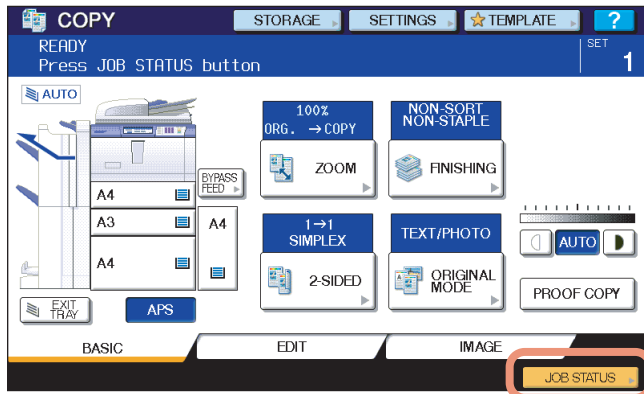 COPY
STORAGE
SETTINGS
TEMPLATE
?
READY
Press JOB STATUS button
SET
1
AUTO
100%
ORG. →COPY
ZOOM
NON-SORT
NON-STAPLE
FINISHING
BYPASS
FEED
A4
A3
A4
A4
1→1
SIMPLEX
2-SIDED
TEXT/PHOTO
ORIGINAL
MODE
AUTO
PROOF COPY
EXIT
TRAY
APS
BASIC
EDIT
IMAGE
JOB STATUS